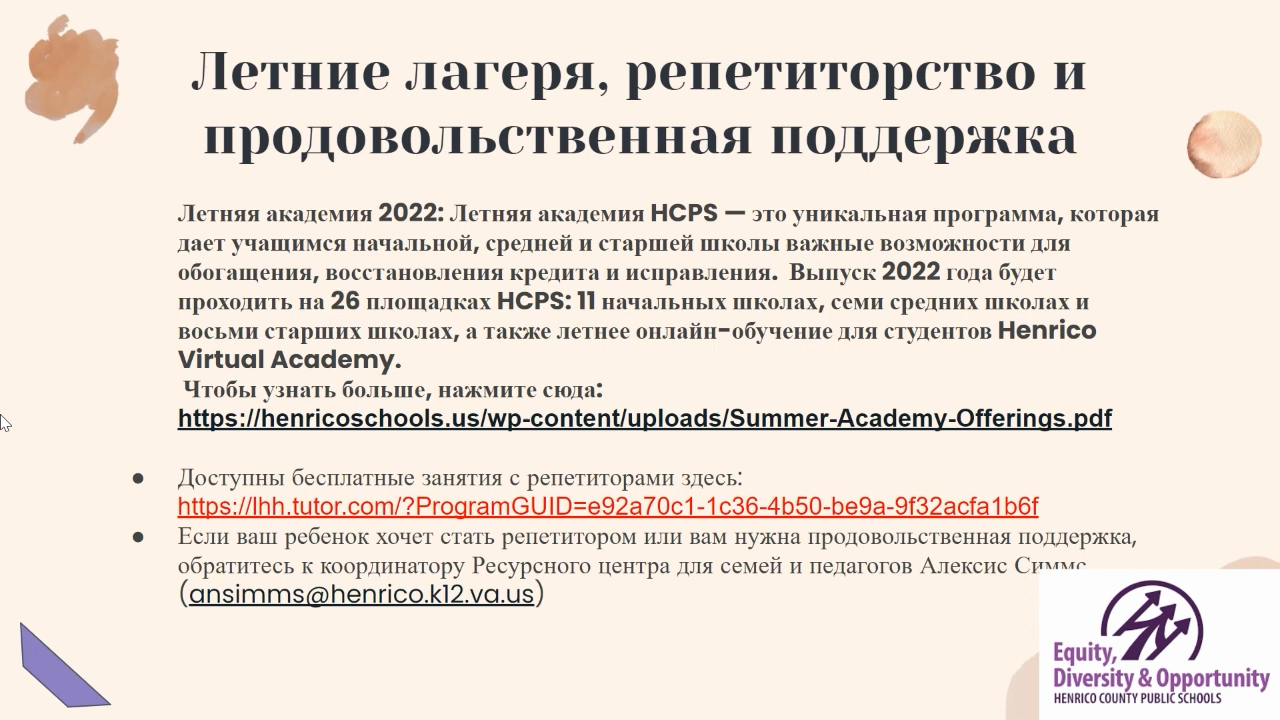 Летние лагеря, репетиторство и
продовольственная поддержка
Летняя академия 2022: Летняя академия HCPS — это уникальная программа, которая
дает учащимся начальной, средней и старшей школы важные возможности для
обогащения, восстановления кредита и исправления. Выпуск 2022 года будет
проходить на 26 площадках HCPS: 11 начальных школах, семи средних школах и
восьми старших школах, а также летнее онлайн-обучение для студентов Henrico
Virtual Academy.
Чтобы узнать больше, нажмите сюда:
https://henricoschools.us/wp-content/uploads/Summer-Academy-Offerings.pdf
● Доступны бесплатные занятия с репетиторами здесь:
https://lhh.tutor.com/?ProgramGUID=e92a70c1-1c36-4b50-be9a-9f32acfa1b6f
● Если ваш ребенок хочет стать репетитором или вам нужна продовольственная поддержка,
обратитесь к координатору Ресурсного центра для семей и педагогов Алексис Симмс
(ansimms@henrico.k12.va.us)
Equity,
Diversity & Opportunity
HENRICO COUNTY PUBLIC SCHOOLS